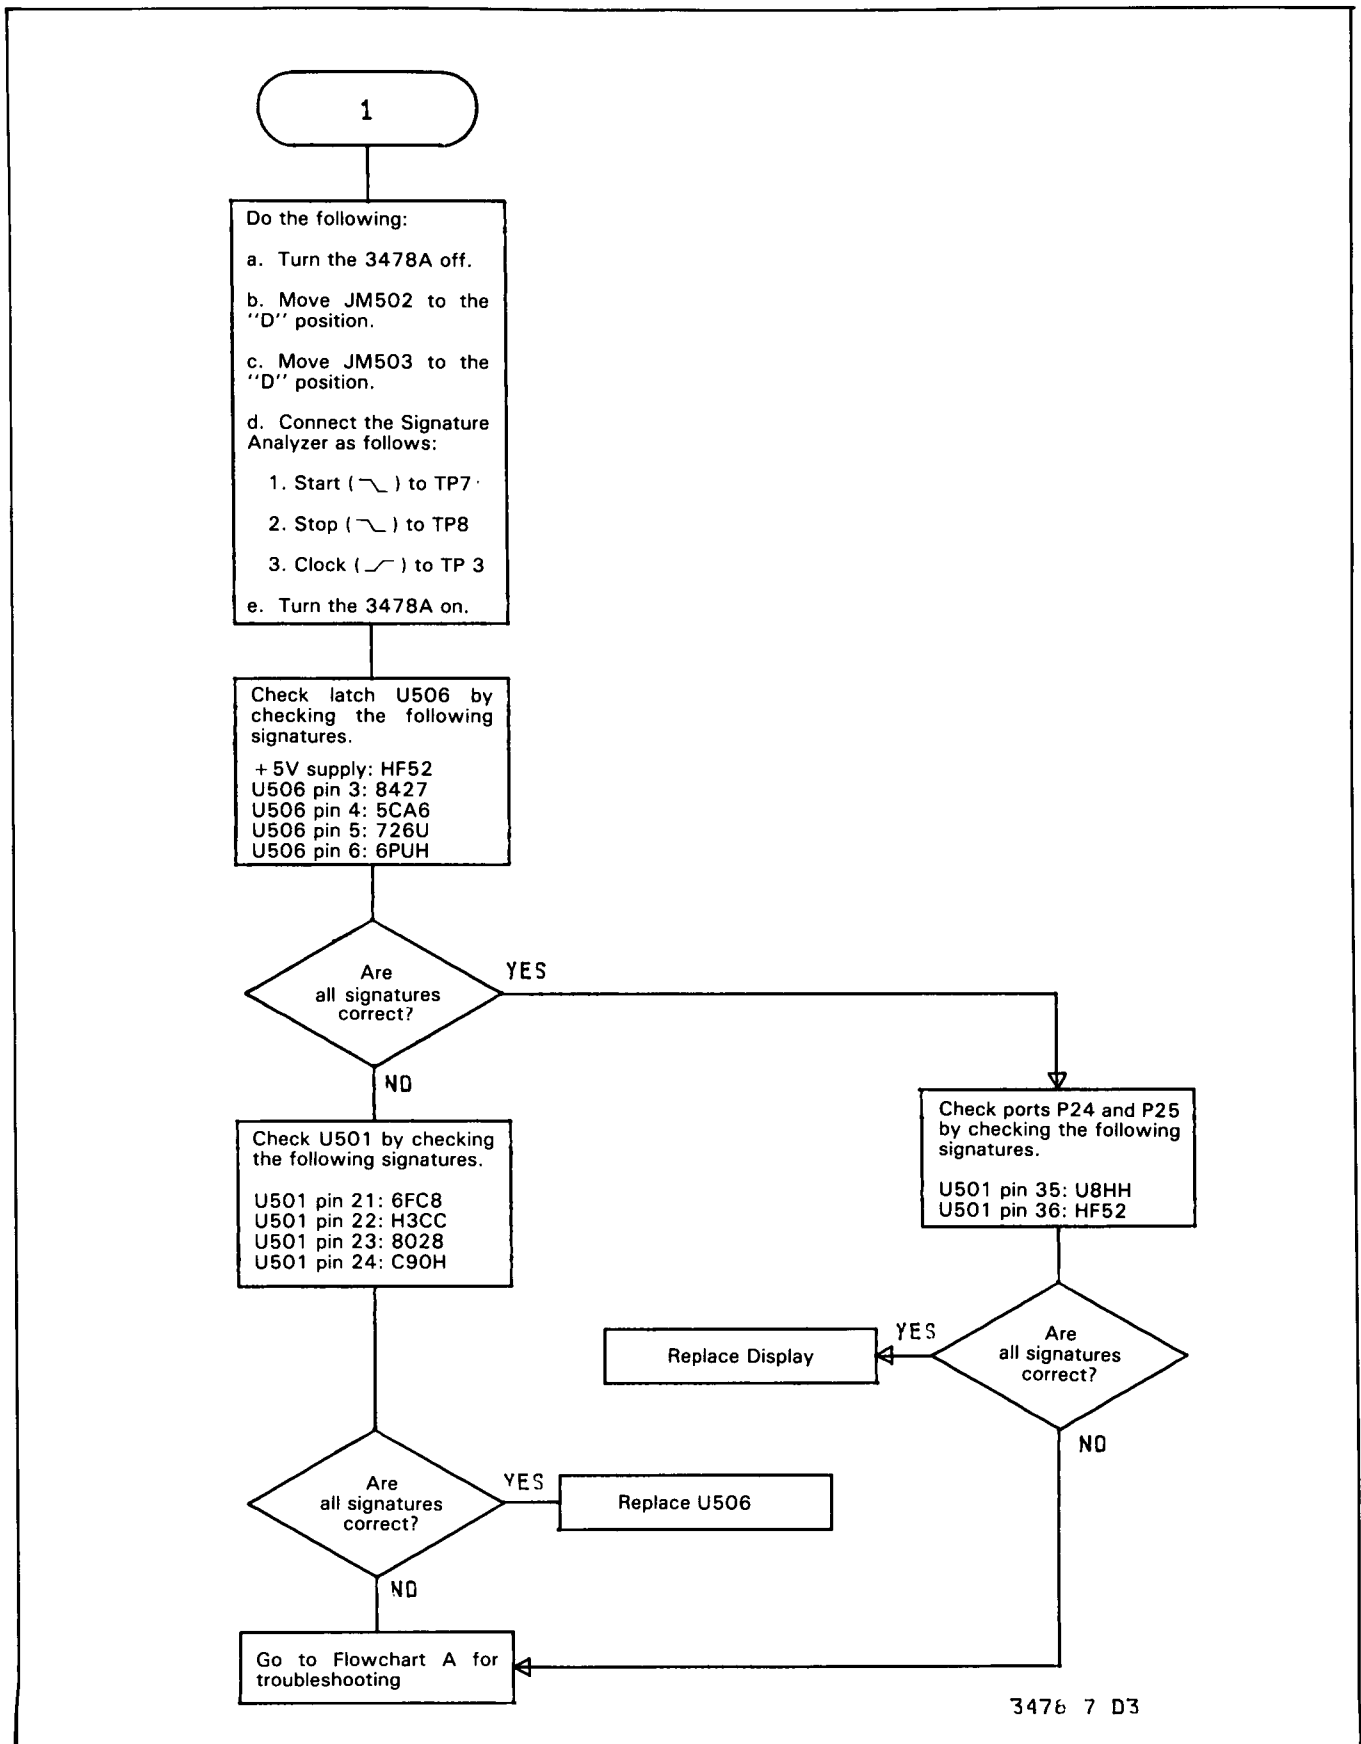 1
Do the following:
a. Turn the 3478A off.
b. Move JM502 to the
"D" position.
c. Move JM503 to the
"D" position.
d. Connect the Signature
Analyzer as follows:
1. Start ( ) to TP7
2. Stop ( ) to TP8
3. Clock ( ) to TP 3
e. Turn the 3478A on.
Check latch U506 by
checking the following
signatures.
+5V supply: HF52
U506 pin 3: 8427
U506 pin 4: 5CA6
U506 pin 5: 726U
U506 pin 6: 6PUH
Are
all signatures
correct?
YES
NO
Check U501 by checking
the following signatures.
U501 pin 21: 6FC8
U501 pin 22: H3CC
U501 pin 23: 8028
U501 pin 24: C90H
Check ports P24 and P25
by checking the following
signatures.
U501 pin 35: U8HH
U501 pin 36: HF52
Are
all signatures
correct?
YES
Replace Display
NO
Are
all signatures
correct?
YES
Replace U506
NO
Go to Flowchart A for
troubleshooting
3478 7 D3